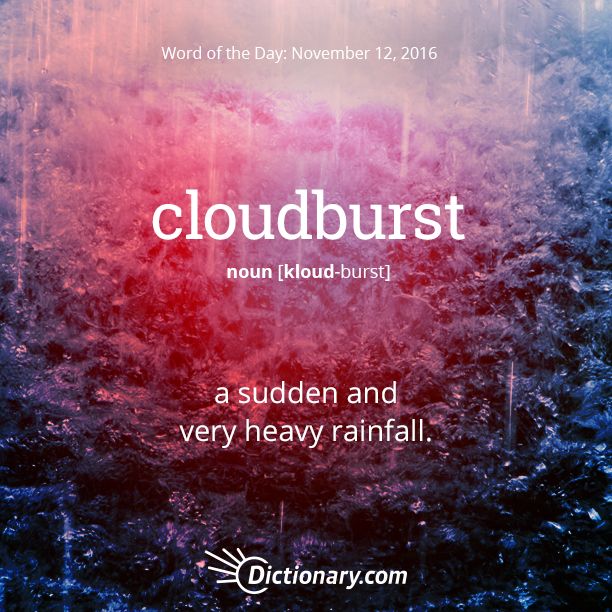 Word of the Day: November 12, 2016
cloudburst
noun [kloud-burst]
a sudden and
very heavy rainfall.
Dictionary.com